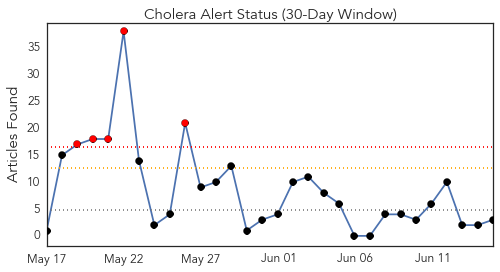 Cholera Alert Status (30-Day Window)
Articles Found
35
30
25
20
15
10
5
0
May 17 May 22 May 27 Jun 01 Jun 06 Jun 11